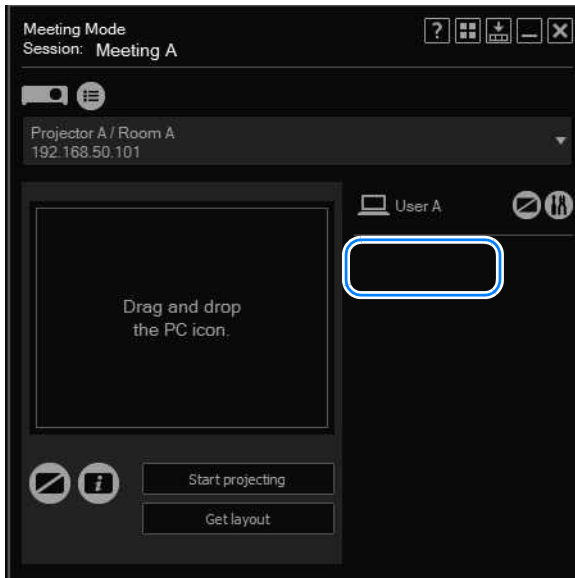 Meeting Mode
Session: Meeting A
?
Projector A / Room A
192.168.50.101
User A
Drag and drop
the PC icon.
i
Start projecting
Get layout